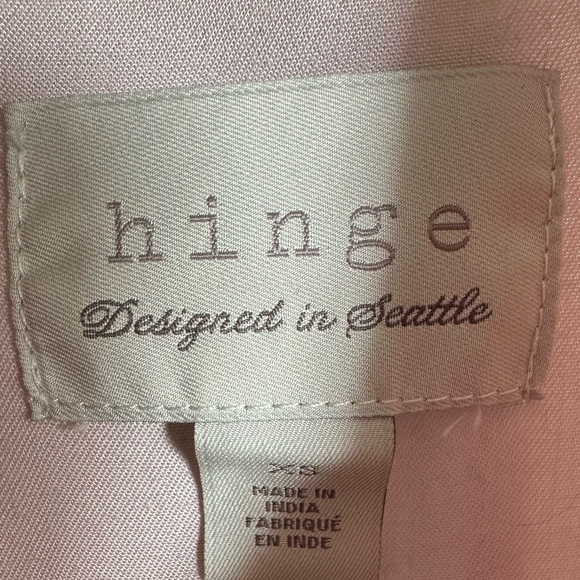 hinge
Designed in Seattle
XS
MADE IN
INDIA
FABRIQUÉ
EN INDE